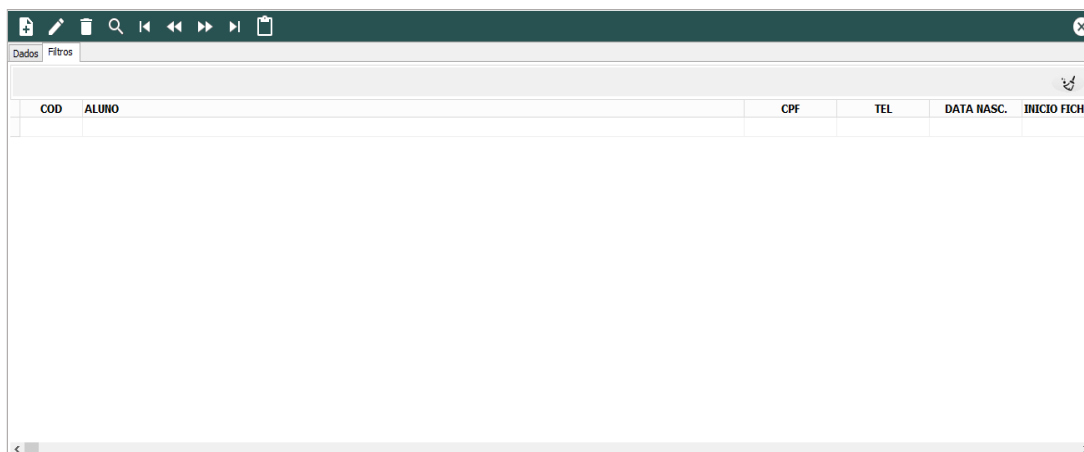 Dados Filtros
COD ALUNO CPF TEL DATA NASC. INICIO FICH